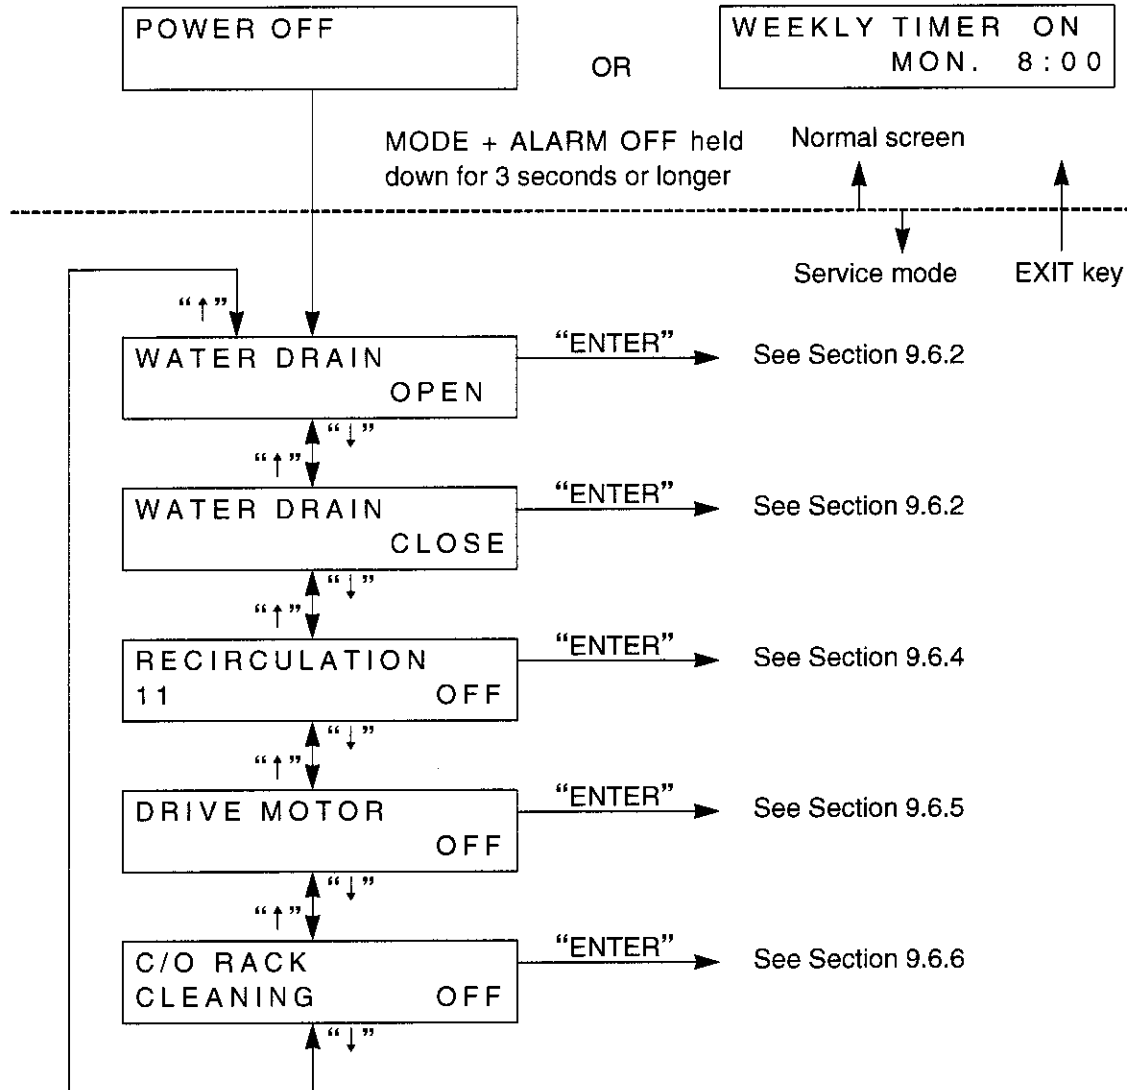 POWER OFF
OR
WEEKLY TIMER ON
MON. 8:00
MODE + ALARM OFF held
down for 3 seconds or longer
Normal screen
Service mode
EXIT key
“↑”
WATER DRAIN
OPEN
“ENTER”
See Section 9.6.2
“↓”
“↑”
WATER DRAIN
CLOSE
“ENTER”
See Section 9.6.2
“↓”
“↑”
RECIRCULATION
11 OFF
“ENTER”
See Section 9.6.4
“↓”
“↑”
DRIVE MOTOR
OFF
“ENTER”
See Section 9.6.5
“↓”
“↑”
C/O RACK
CLEANING OFF
“ENTER”
See Section 9.6.6
“↓”